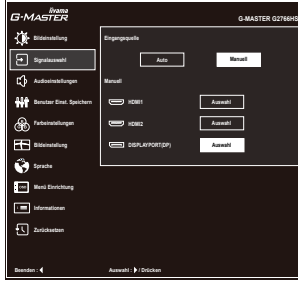 iiyama
G-MASTER
G-MASTER G2766HS
Bildeinstellung
Signalauswahl
Audioseinstellungen
Benutzer Einst. Speichern
Farbeinstellungen
Bildeinstellung
Sprache
Menü Einrichtung
Informationen
Zurücksetzen
Eingangsquelle
Auto
Manuell
Manuell
HDMI1
Auswahl
HDMI2
Auswahl
DISPLAYPORT(DP)
Auswahl
Beenden :
Auswahl : / Drücken